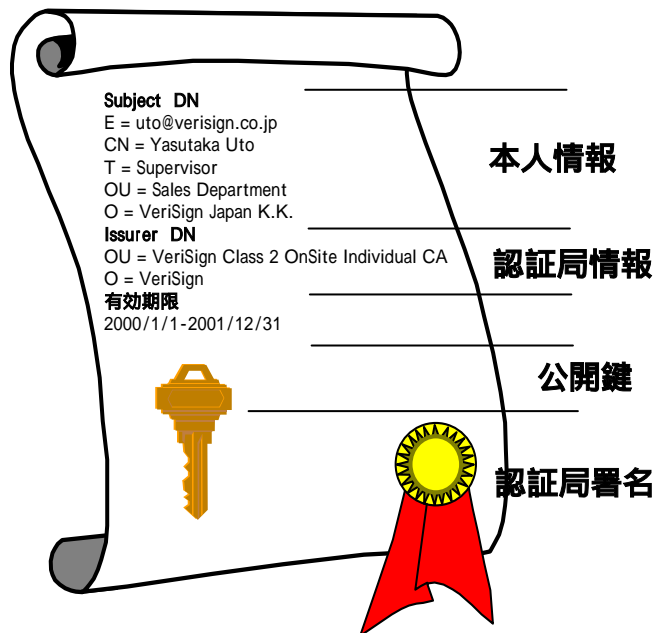 Subject DN
E = uto@verisign.co.jp
CN = Yasutaka Uto
T = Supervisor
OU = Sales Department
O = VeriSign Japan K.K.
本人情報
Issurer DN
OU = VeriSign Class 2 OnSite Individual CA
O = VeriSign
認証局情報
有効期限
2000/1/1-2001/12/31
公開鍵
認証局署名